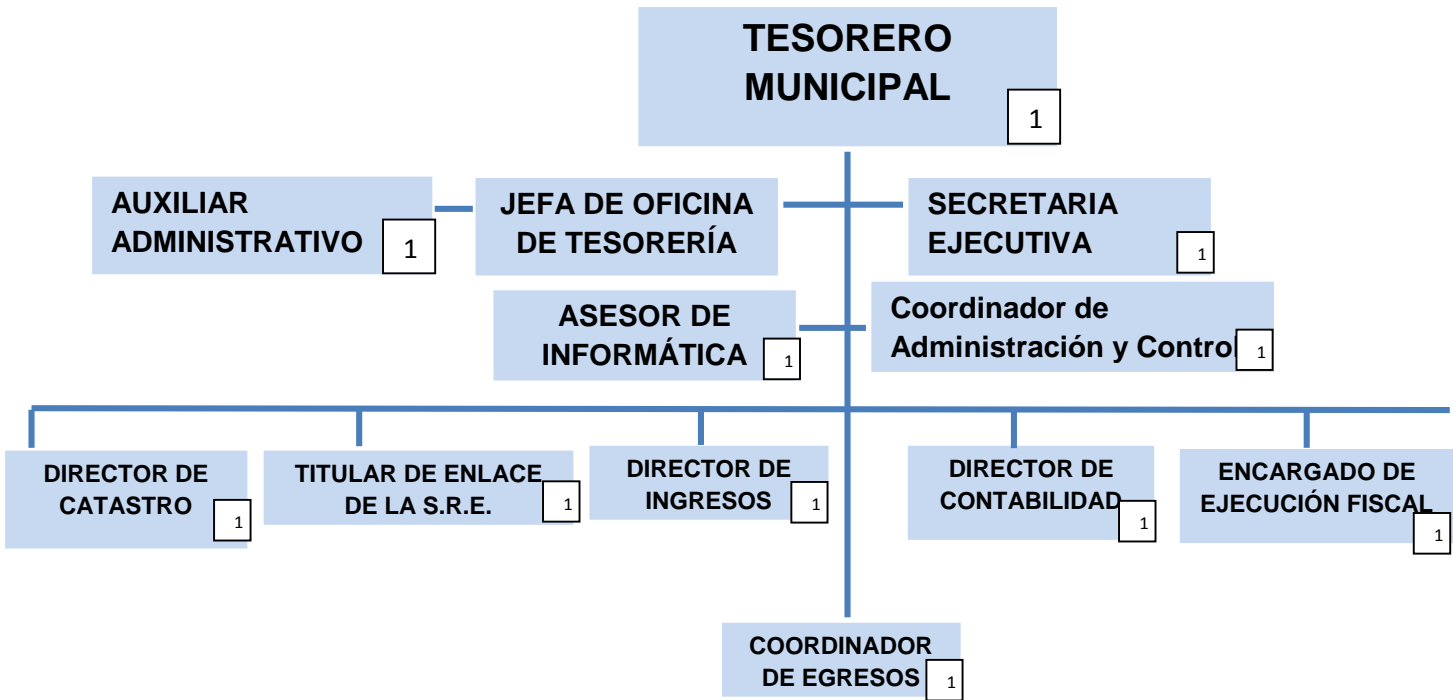 TESORERO
MUNICIPAL
1
AUXILIAR
ADMINISTRATIVO
1
JEFA DE OFICINA
DE TESORERÍA
SECRETARIA
EJECUTIVA
1
ASESOR DE
INFORMÁTICA
1
Coordinador de
Administración y Contro
1
DIRECTOR DE
CATASTRO
1
TITULAR DE ENLACE
DE LA S.R.E.
1
DIRECTOR DE
INGRESOS
1
DIRECTOR DE
CONTABILIDAD
1
ENCARGADO DE
EJECUCIÓN FISCAL
1
COORDINADOR
DE EGRESOS
1